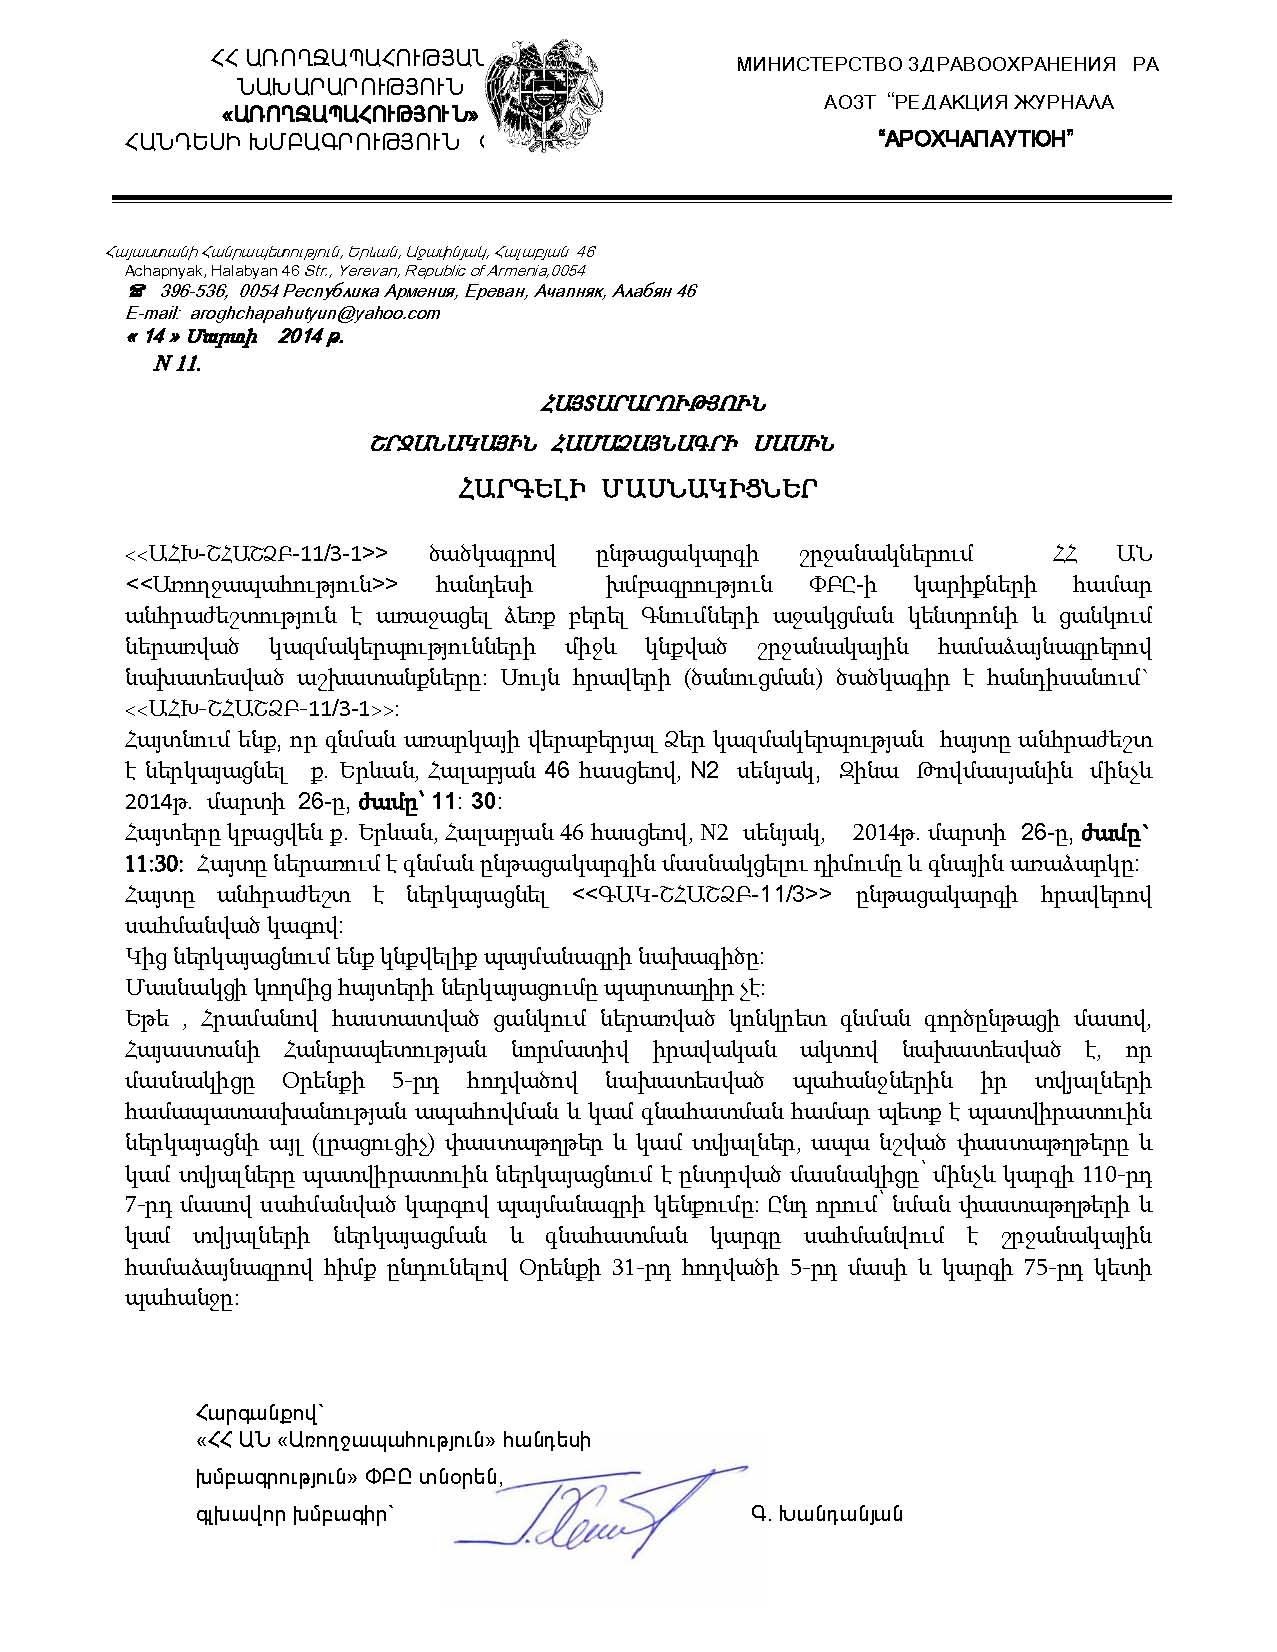 ՀՀ ԱՌՈՂՋԱՊԱՀՈՒԹՅԱՆ
ՆԱԽԱՐԱՐՈՒԹՅՈՒՆ
«ԱՌՈՂՋԱՊԱՀՈՒԹՅՈՒՆ»
ՀԱՆԴԵՍԻ ԽՄԲԱԳՐՈՒԹՅՈՒՆ
МИНИСТЕРСТВО ЗДРАВООХРАНЕНИЯ РА
АОЗТ “РЕДАКЦИЯ ЖУРНАЛА
“АРОХЧАПАУТЮН”
Հայաստանի Հանրապետություն, Երևան, Աջափնյակ, Հալաբյան 46
Achapnyak, Halabyan 46 Str., Yerevan, Republic of Armenia,0054
☎ 396-536, 0054 Республика Армения, Ереван, Ачапняк, Алабян 46
E-mail: aroghchapahutyun@yahoo.com
« 14 » Մարտի 2014 թ.
N 11.
ՀԱՅՏԱՐԱՐՈՒԹՅՈՒՆ
ՇՐՋԱՆԱԿԱՅԻՆ ՀԱՄԱՁԱՅՆԱԳՐԻ ՄԱՍԻՆ
ՀԱՐԳԵԼԻ ՄԱՍՆԱԿԻՑՆԵՐ
<<ԱՀԽ-ՇՀԱՇՁԲ-11/3-1>> ծածկագրով ընթացակարգի շրջանակներում ՀՀ ԱՆ
<<Առողջապահություն>> հանդեսի խմբագրություն ՓԲԸ-ի կարիքների համար
անհրաժեշտություն է առաջացել ձեռք բերել Գնումների աջակցման կենտրոնի և ցանկում
ներառված կազմակերպությունների միջև կնքված շրջանակային համաձայնագրերով
նախատեսված աշխատանքները: Սույն հրավերի (ծանուցման) ծածկագիր է հանդիսանում՝
<<ԱՀԽ-ՇՀԱՇՁԲ-11/3-1>>:
Հայտնում ենք, որ գնման առարկայի վերաբերյալ Ձեր կազմակերպության հայտը անհրաժեշտ
է ներկայացնել ք. Երևան, Հալաբյան 46 հասցեով, N2 սենյակ, Զինա Թովմասյանին մինչև
2014թ. մարտի 26-ը, ժամը՝ 11: 30:
Հայտերը կբացվեն ք. Երևան, Հալաբյան 46 հասցեով, N2 սենյակ, 2014թ. մարտի 26-ը, ժամը՝
11:30: Հայտը ներառում է գնման ընթացակարգին մասնակցելու դիմումը և գնային առաձարկը:
Հայտը անհրաժեշտ է ներկայացնել <<ԳԱԿ-ՇՀԱՇՁԲ-11/3>> ընթացակարգի հրավերով
սահմանված կագով:
Կից ներկայացնում ենք կնքվելիք պայմանագրի նախագիծը:
Մասնակցի կողմից հայտերի ներկայացումը պարտադիր չէ:
Եթե , Հրամանով հաստատված ցանկում ներառված կոնկրետ գնման գործընթացի մասով,
Հայաստանի Հանրապետության նորմատիվ իրավական ակտով նախատեսված է, որ
մասնակիցը Օրենքի 5-րդ հոդվածով նախատեսված պահանջներին իր տվյալների
համապատասխանության ապահովման և կամ գնահատման համար պետք է պատվիրատուին
ներկայացնի այլ (լրացուցիչ) փաստաթղթեր և կամ տվյալներ, ապա նշված փաստաթղթերը և
կամ տվյալները պատվիրատուին ներկայացնում է ընտրված մասնակիցը՝ մինչև կարգի 110-րդ
7-րդ մասով սահմանված կարգով պայմանագրի կենքումը: Ընդ որում՝ նման փաստաթղթերի և
կամ տվյալների ներկայացման և գնահատման կարգը սահմանվում է շրջանակային
համաձայնագրով հիմք ընդունելով Օրենքի 31-րդ հոդվածի 5-րդ մասի և կարգի 75-րդ կետի
պահանջը:
Հարգանքով՝
«ՀՀ ԱՆ «Առողջապահություն» հանդեսի
խմբագրություն» ՓԲԸ տնօրեն,
գլխավոր խմբագիր՝ Գ. Խանդանյան